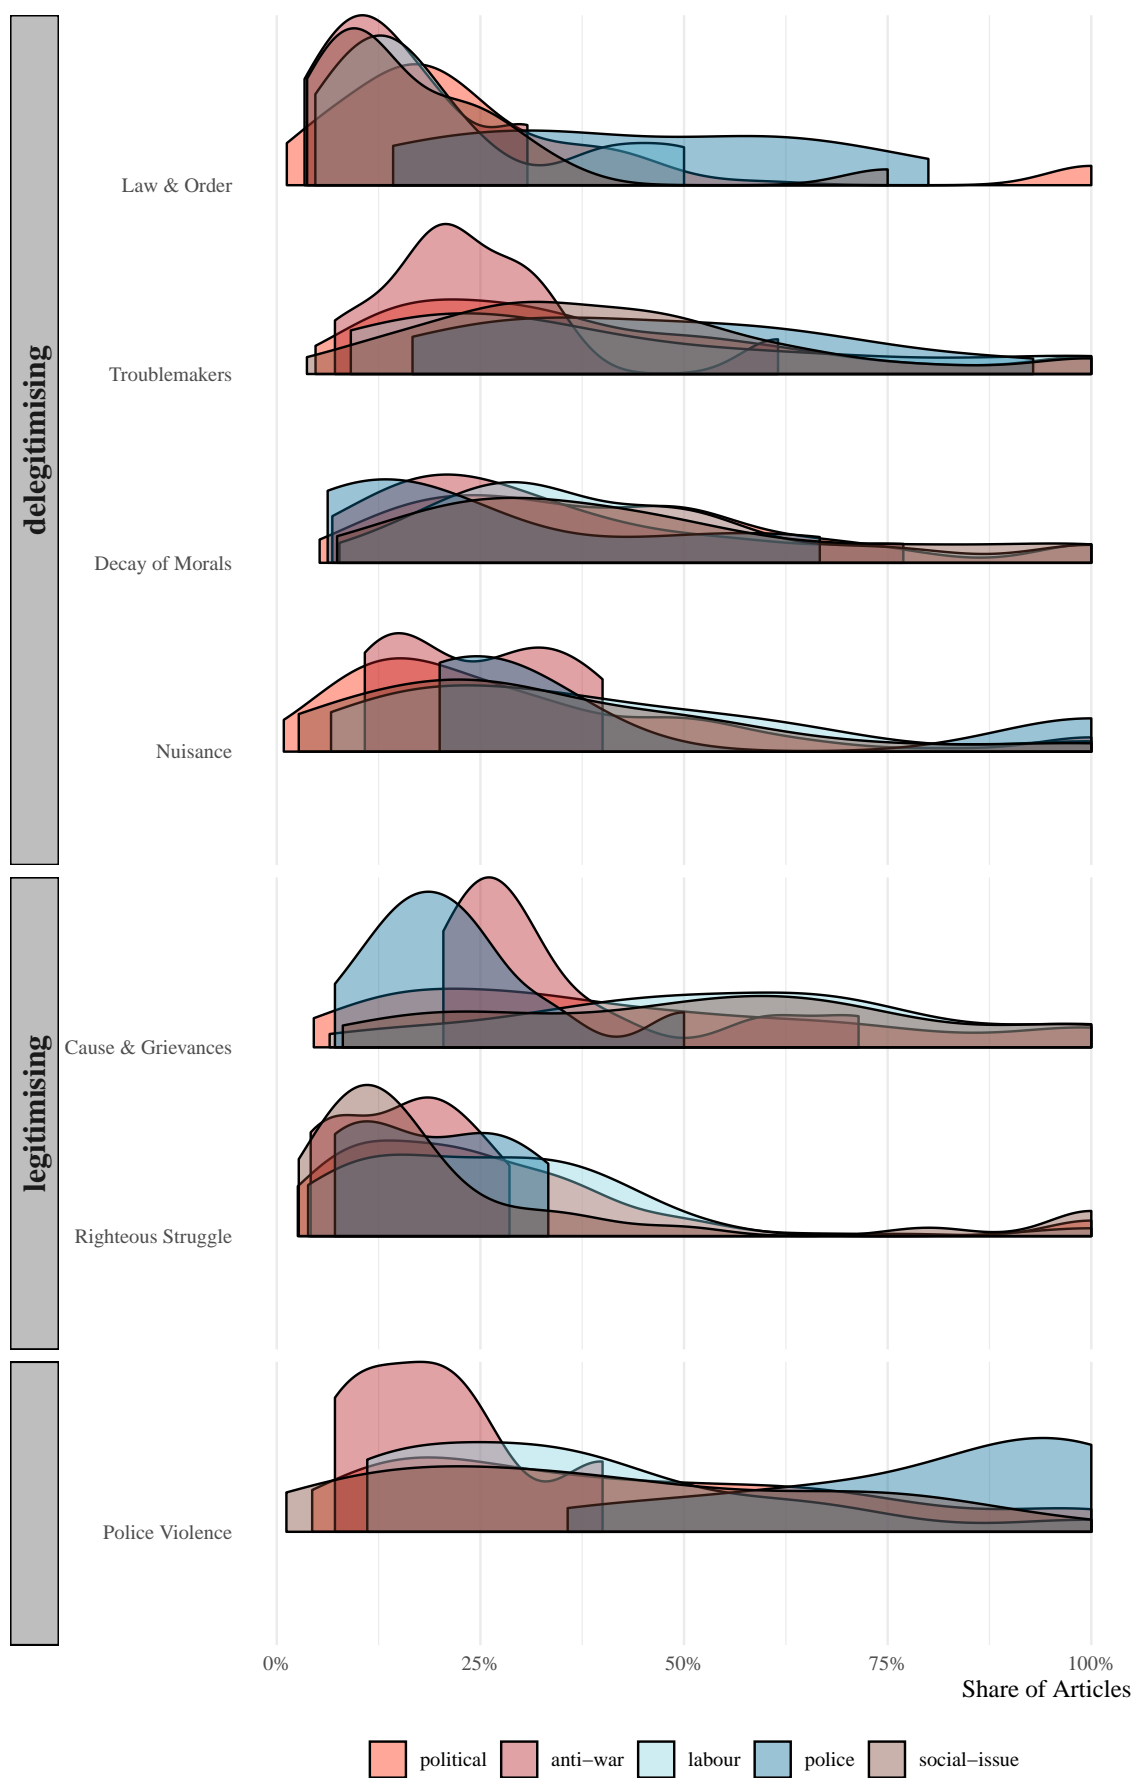 delegitimising
Law & Order
Troublemakers
Decay of Morals
Nuisance
legitimising
Cause & Grievances
Righteous Struggle
Police Violence
0% 25% 50% 75% 100%
Share of Articles
political anti−war labour police social−issue